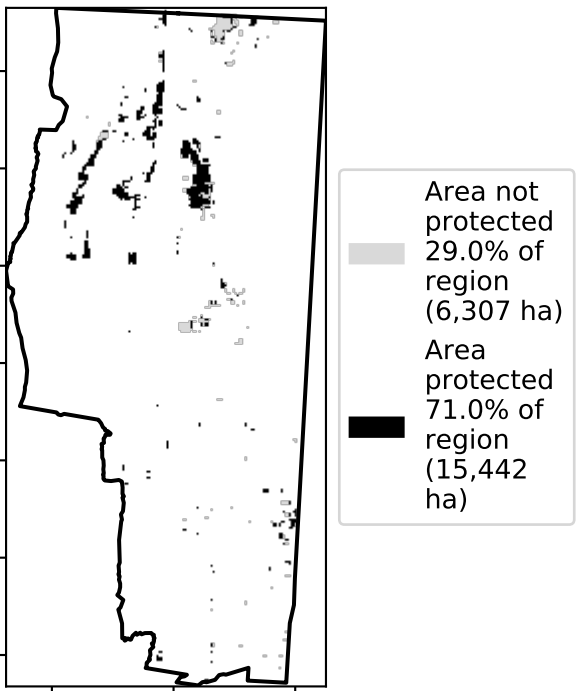 Area not
protected
29.0% of
region
(6,307 ha)
Area
protected
71.0% of
region
(15,442
ha)